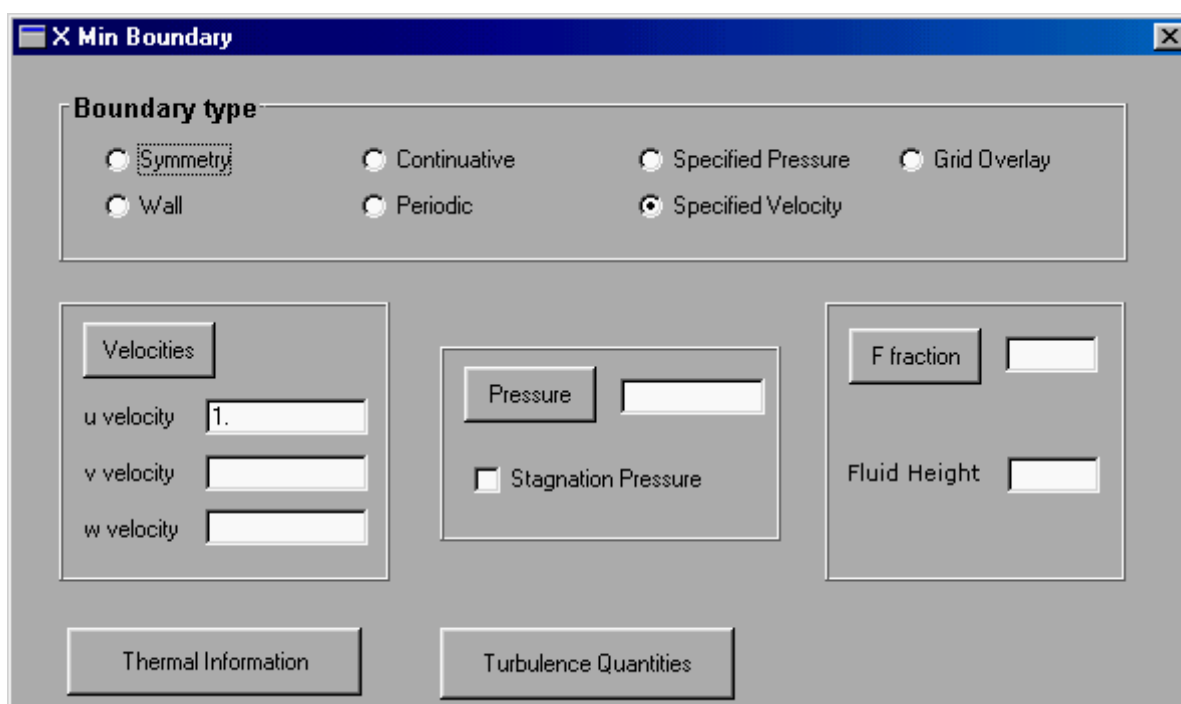 X Min Boundary
Boundary type
Symmetry Continuative Specified Pressure Grid Overlay
Wall Periodic Specified Velocity
Velocities
u velocity 1.
v velocity
w velocity
Pressure
Stagnation Pressure
F fraction
Fluid Height
Thermal Information
Turbulence Quantities